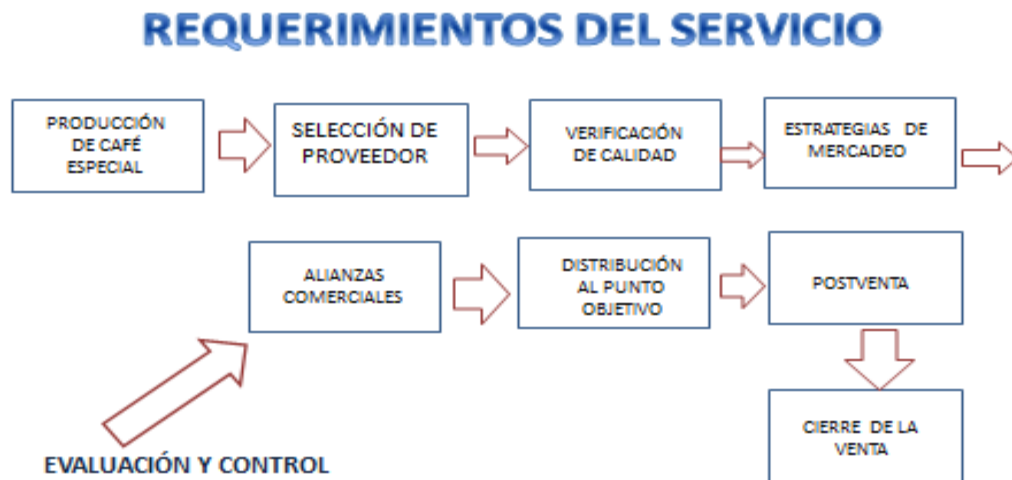 REQUERIMIENTOS DEL SERVICIO
PRODUCCIÓN
DE CAFÉ
ESPECIAL
SELECCIÓN DE
PROVEEDOR
VERIFICACIÓN
DE CALIDAD
ESTRATEGIAS DE
MERCADEO
ALIANZAS
COMERCIALES
DISTRIBUCIÓN
AL PUNTO
OBJETIVO
POSTVENTA
CIERRE DE LA
VENTA
EVALUACIÓN Y CONTROL